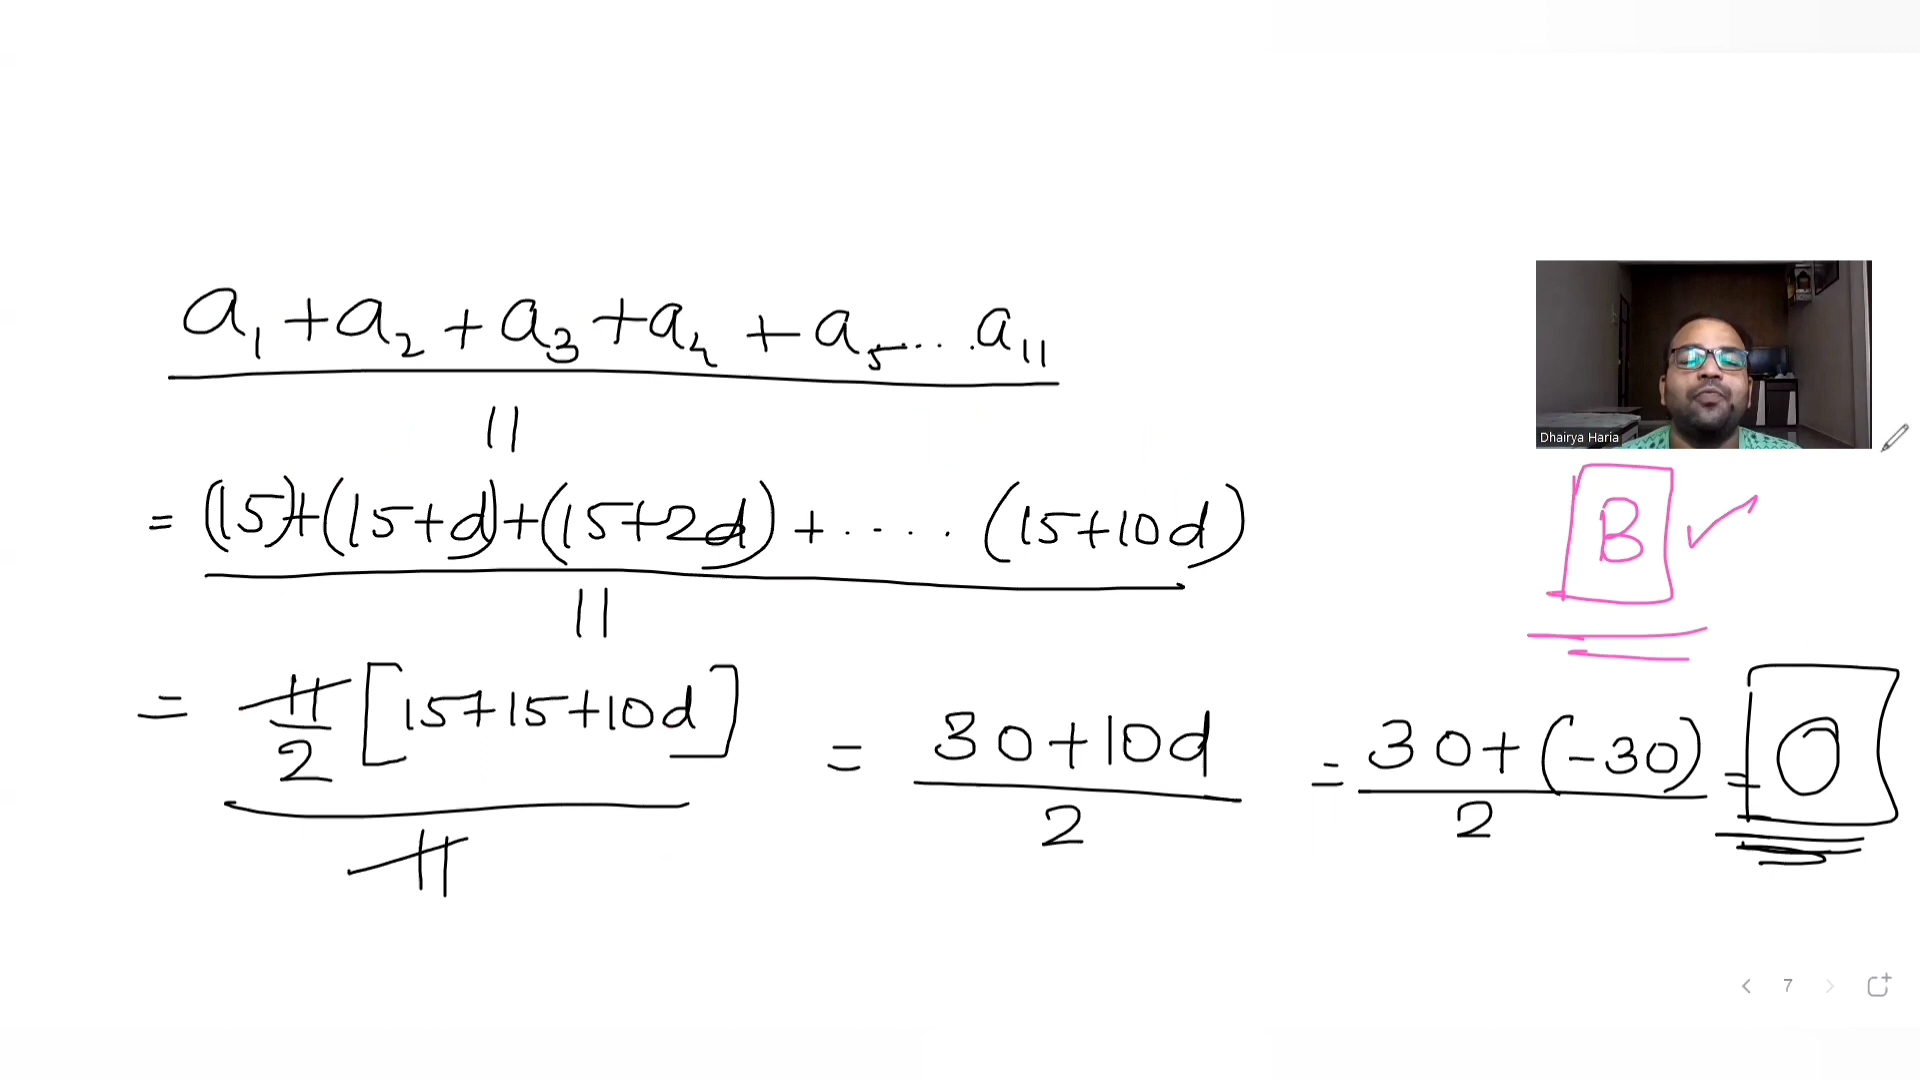 a₁ + a₂ + a₃ + a₄ + a₅ .... a₁₁
11
= (15) + (15+d) + (15+2d) + ..... (15+10d)
11
= 11/2 [15+15+10d] = 30+10d = 30+(-30) = 0
11 2 2
Dhairya Haria
B ✓
7